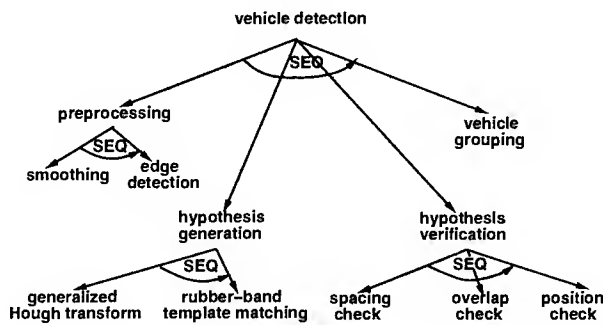 vehicle detection
SEQ
preprocessing
vehicle
grouping
SEQ
smoothing
edge
detection
hypothesis
generation
hypothesis
verification
SEQ
SEQ
generalized
Hough transform
rubber-band
template matching
spacing
check
overlap
check
position
check